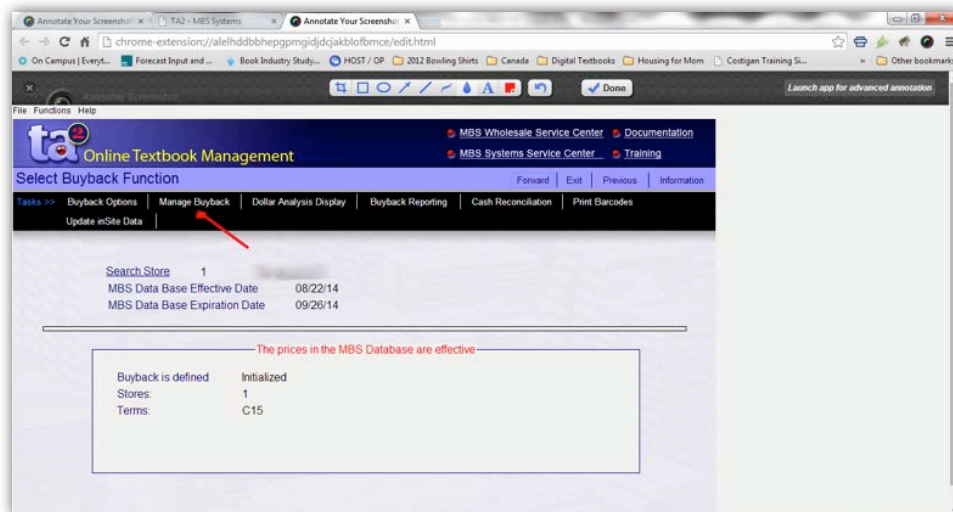 Annotate Your Screenshot
TA2 - MBS Systems
Annotate Your Screenshot
chrome-extension://alelhddbbhepgpmgidjdcjakblofbmce/edit.html
On Campus | Everyt...
Forecast Input and ...
Book Industry Study...
HOST / OP
2012 Bowling Shirts
Canada
Digital Textbooks
Housing for Mom
Costigan Training Si...
»
Other bookmarks
Awesome Screenshot
A
Done
Launch app for advanced annotation
File Functions Help
ta2
Online Textbook Management
MBS Wholesale Service Center
Documentation
MBS Systems Service Center
Training
Select Buyback Function
Forward | Exit | Previous | Information
Tasks >> Buyback Options | Manage Buyback | Dollar Analysis Display | Buyback Reporting | Cash Reconciliation | Print Barcodes
Update inSite Data |
Search Store 1
MBS Data Base Effective Date 08/22/14
MBS Data Base Expiration Date 09/26/14
The prices in the MBS Database are effective
Buyback is defined Initialized
Stores: 1
Terms: C15